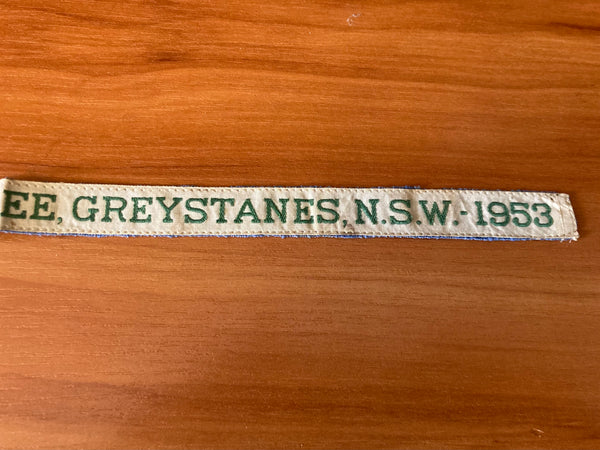 EE, GREYSTANES, N.S.W.-1953